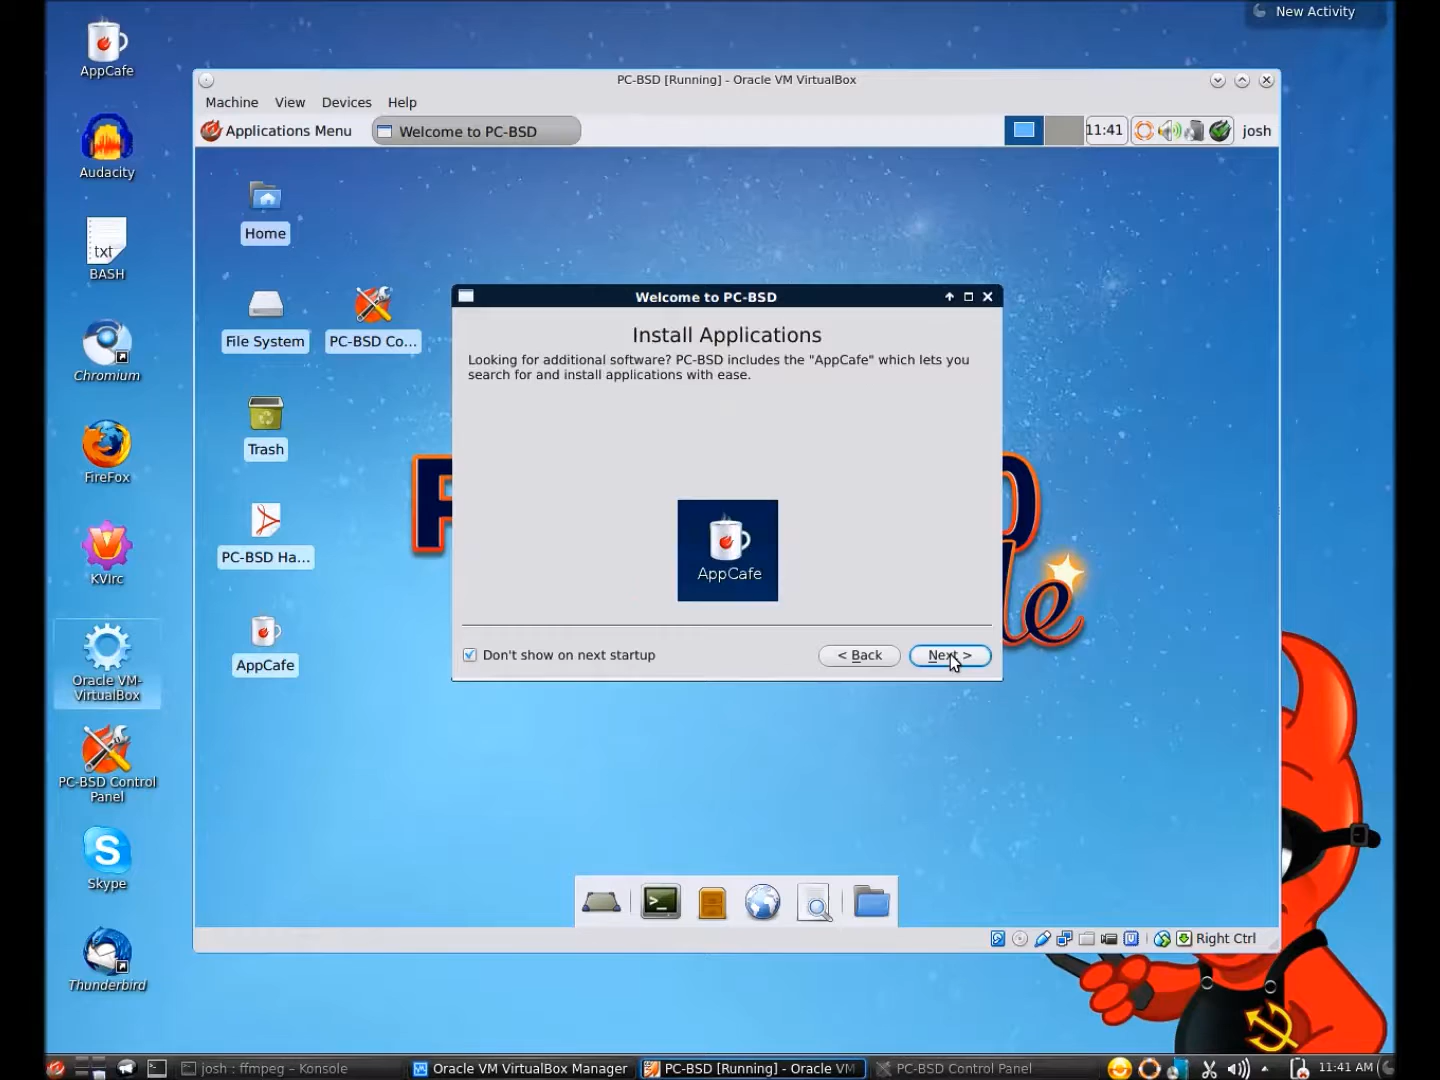 New Activity
AppCafe
Audacity
txt
BASH
Chromium
FireFox
KVIrc
Oracle VM-
VirtualBox
PC-BSD Control
Panel
Skype
Thunderbird
PC-BSD [Running] - Oracle VM VirtualBox
Machine View Devices Help
Applications Menu Welcome to PC-BSD 11:41 josh
Home
File System
PC-BSD Co...
Trash
PC-BSD Ha...
AppCafe
Welcome to PC-BSD
Install Applications
Looking for additional software? PC-BSD includes the "AppCafe" which lets you
search for and install applications with ease.
AppCafe
Don't show on next startup
< Back
Next >
Right Ctrl
josh : ffmpeg – Konsole
Oracle VM VirtualBox Manager
PC-BSD [Running] - Oracle VM
PC-BSD Control Panel
11:41 AM